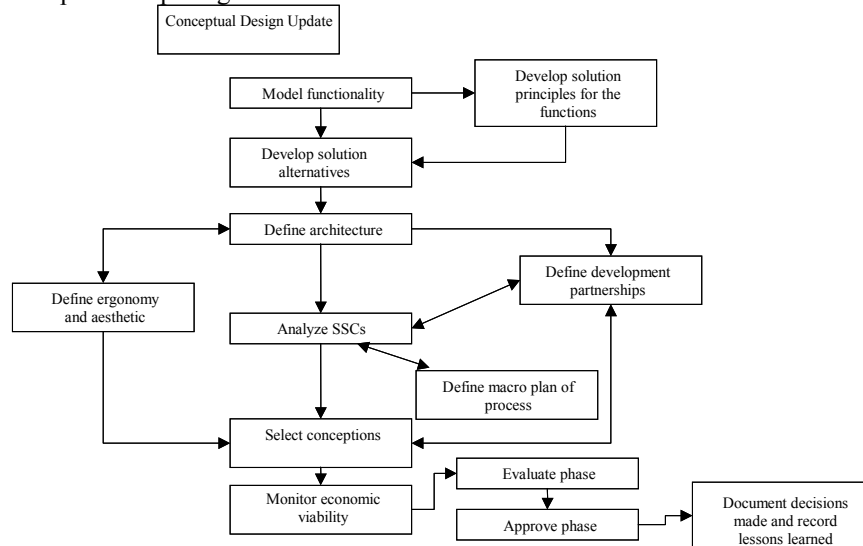 Conceptual Design Update
Model functionality
Develop solution
principles for the
functions
Develop solution
alternatives
Define architecture
Define development
partnerships
Define ergonomy
and aesthetic
Analyze SSCs
Define macro plan of
process
Select conceptions
Monitor economic
viability
Evaluate phase
Approve phase
Document decisions
made and record
lessons learned